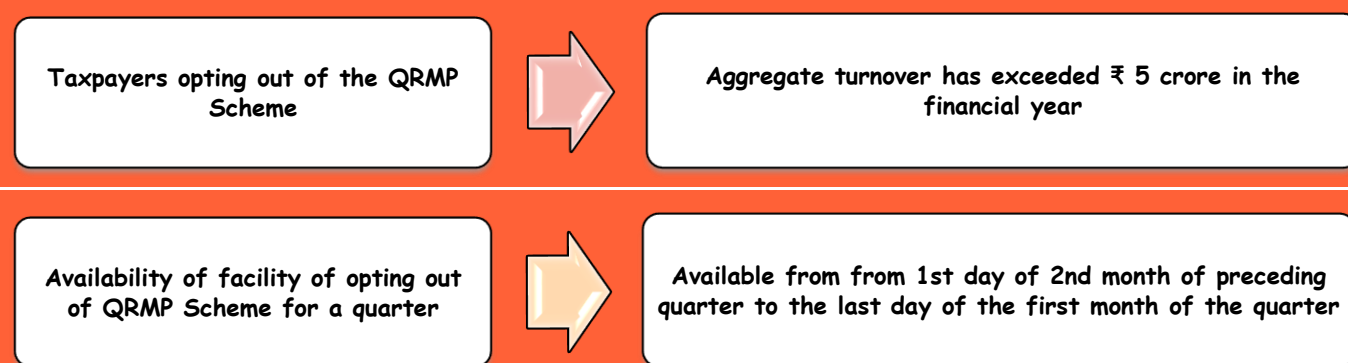 Taxpayers opting out of the QRMP
Scheme
Aggregate turnover has exceeded ₹ 5 crore in the
financial year
Availability of facility of opting out
of QRMP Scheme for a quarter
Available from from 1st day of 2nd month of preceding
quarter to the last day of the first month of the quarter